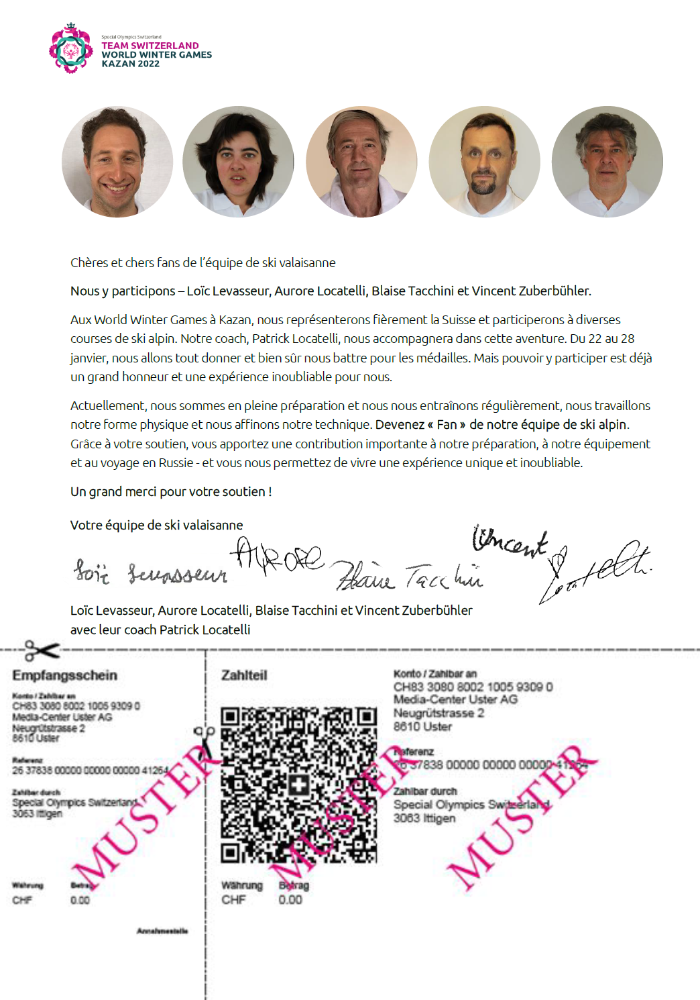 Special Olympics Switzerland
TEAM SWITZERLAND
WORLD WINTER GAMES
KAZAN 2022
Chères et chers fans de l'équipe de ski valaisanne
Nous y participons – Loïc Levasseur, Aurore Locatelli, Blaise Tacchini et Vincent Zuberbühler.
Aux World Winter Games à Kazan, nous représenterons fièrement la Suisse et participerons à diverses
courses de ski alpin. Notre coach, Patrick Locatelli, nous accompagnera dans cette aventure. Du 22 au 28
janvier, nous allons tout donner et bien sûr nous battre pour les médailles. Mais pouvoir y participer est déjà
un grand honneur et une expérience inoubliable pour nous.
Actuellement, nous sommes en pleine préparation et nous nous entraînons régulièrement, nous travaillons
notre forme physique et nous affinons notre technique. Devenez « Fan » de notre équipe de ski alpin.
Grâce à votre soutien, vous apportez une contribution importante à notre préparation, à notre équipement
et au voyage en Russie - et vous nous permettez de vivre une expérience unique et inoubliable.
Un grand merci pour votre soutien !
Votre équipe de ski valaisanne
Loïc Levasseur AURORE Blaise Tacchini Vincent Locatelli
Loïc Levasseur, Aurore Locatelli, Blaise Tacchini et Vincent Zuberbühler
avec leur coach Patrick Locatelli
Empfangsschein
Konto / Zahlbar an
CH83 3080 8002 1005 9309 0
Media-Center Uster AG
Neugrütstrasse 2
8610 Uster
Referenz
26 37838 00000 00000 00000 41264
Zahlbar durch
Special Olympics Switzerland
3063 Ittigen
Währung Betrag
CHF 0.00
Annahmestelle
MUSTER
Zahlteil
Währung Betrag
CHF 0.00
MUSTER
Konto / Zahlbar an
CH83 3080 8002 1005 9309 0
Media-Center Uster AG
Neugrütstrasse 2
8610 Uster
Referenz
26 37838 00000 00000 00000 41264
Zahlbar durch
Special Olympics Switzerland
3063 Ittigen
MUSTER